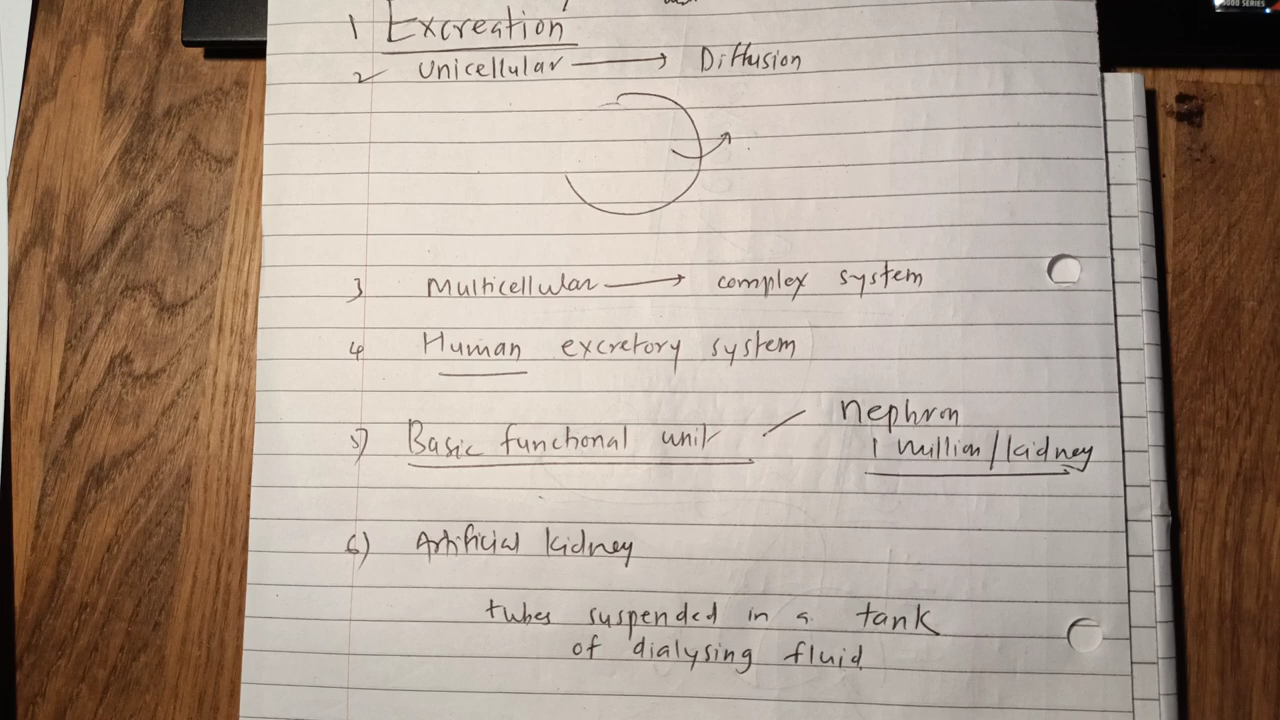 1 Excreation
2 Unicellular → Diffusion
3 Multicellular → complex system
4 Human excretory system
5) Basic functional unit / nephron
1 million/kidney
6) Artificial kidney
tubes suspended in a tank
of dialysing fluid